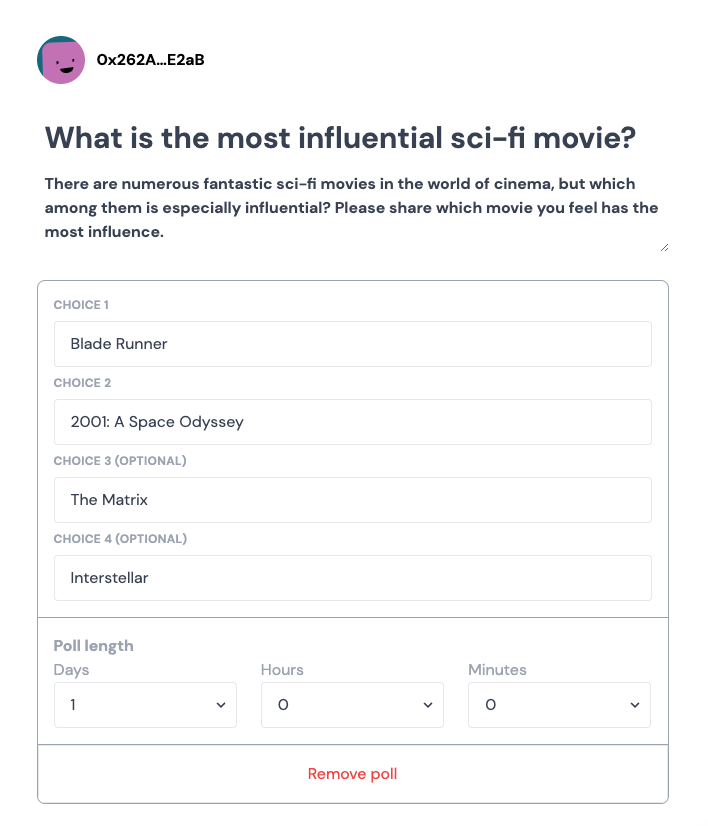 0x262A…E2aB
What is the most influential sci-fi movie?
There are numerous fantastic sci-fi movies in the world of cinema, but which
among them is especially influential? Please share which movie you feel has the
most influence.
CHOICE 1
Blade Runner
CHOICE 2
2001: A Space Odyssey
CHOICE 3 (OPTIONAL)
The Matrix
CHOICE 4 (OPTIONAL)
Interstellar
Poll length
Days Hours Minutes
1 0 0
Remove poll